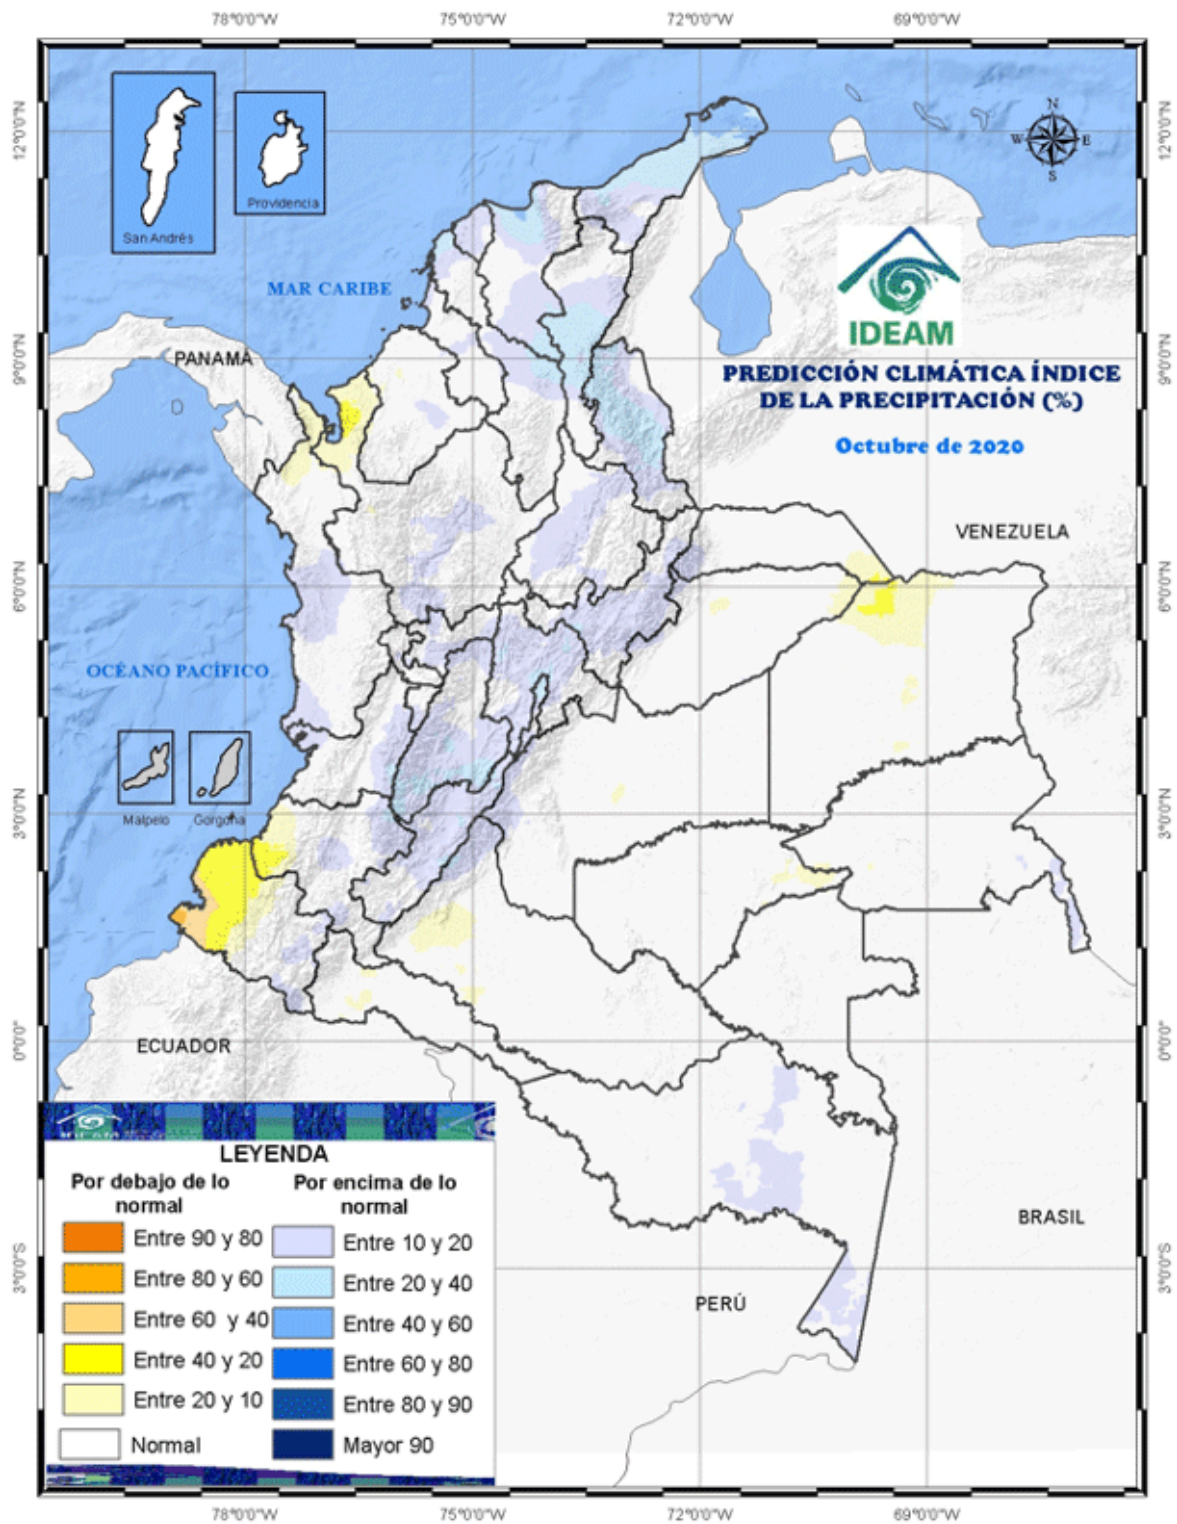 78°0'0"W 75°0'0"W 72°0'0"W 69°0'0"W
12°0'0"N
12°0'0"N
N
W E
S
Providencia
San Andrés
MAR CARIBE
IDEAM
PANAMÁ
9°0'0"N
9°0'0"N
PREDICCIÓN CLIMÁTICA ÍNDICE
DE LA PRECIPITACIÓN (%)
Octubre de 2020
VENEZUELA
6°0'0"N
6°0'0"N
OCÉANO PACÍFICO
Malpelo Gorgona
3°0'0"N
3°0'0"N
ECUADOR
0°0'0"
0°0'0"
LEYENDA
Por debajo de lo
normal
Entre 90 y 80
Entre 80 y 60
Entre 60 y 40
Entre 40 y 20
Entre 20 y 10
Normal
Por encima de lo
normal
Entre 10 y 20
Entre 20 y 40
Entre 40 y 60
Entre 60 y 80
Entre 80 y 90
Mayor 90
BRASIL
PERÚ
3°0'0"S
3°0'0"S
78°0'0"W 75°0'0"W 72°0'0"W 69°0'0"W